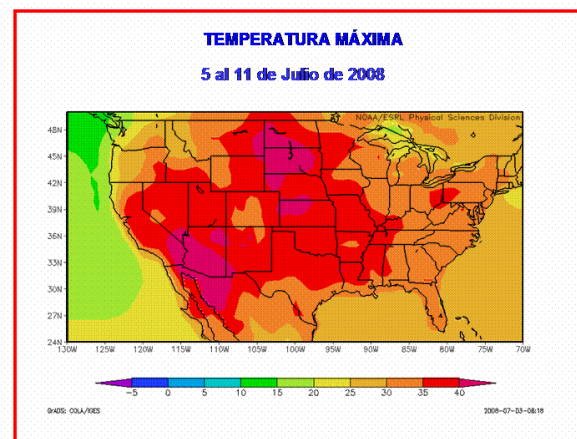 TEMPERATURA MÁXIMA
5 al 11 de Julio de 2008
NOAA/ESRL Physical Sciences Division
48N
45N
42N
39N
36N
33N
30N
27N
24N
130W 125W 120W 115W 110W 105W 100W 95W 90W 85W 80W 75W 70W
-5 0 5 10 15 20 25 30 35 40
GrADS: COLA/IGES 2008-07-03-08:18